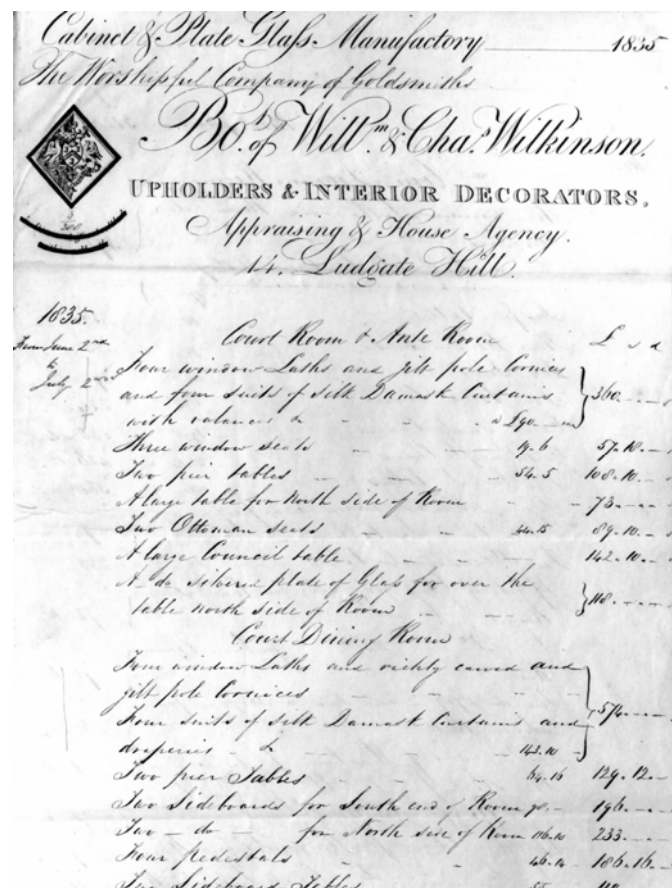 Cabinet & Plate Glass Manufactory 1835
The Worshipful Company of Goldsmiths
Bot. of Willm. & Chas. Wilkinson.
UPHOLDERS & INTERIOR DECORATORS,
Appraising & House Agency.
14. Ludgate Hill.
1835.
From June 2nd
to
July 2nd
Court Room & Ante Room £ s d
Four window Laths and gilt pole Cornices
and four suits of silk Damask Curtains
with valances & a £90 360
Three window seats 19.6 57.18
Two pier tables 54.5 108.10
A large table for North side of Room 73
Two Ottoman seats 44.15 89.10
A large Council table 142.10
A do silvered plate of Glass for over the
table north side of Room 118
Court Dining Room
Four window Laths and richly carved and
gilt pole Cornices
Four suits of silk Damask Curtains and 574
draperies & 143.10
Two pier Tables 64.16 129.12
Two Sideboards for South end of Room 98 196
Two do for North side of Room 116.10 233
Four pedestals 46.14 186.16
Two Sideboard Tables 55 110